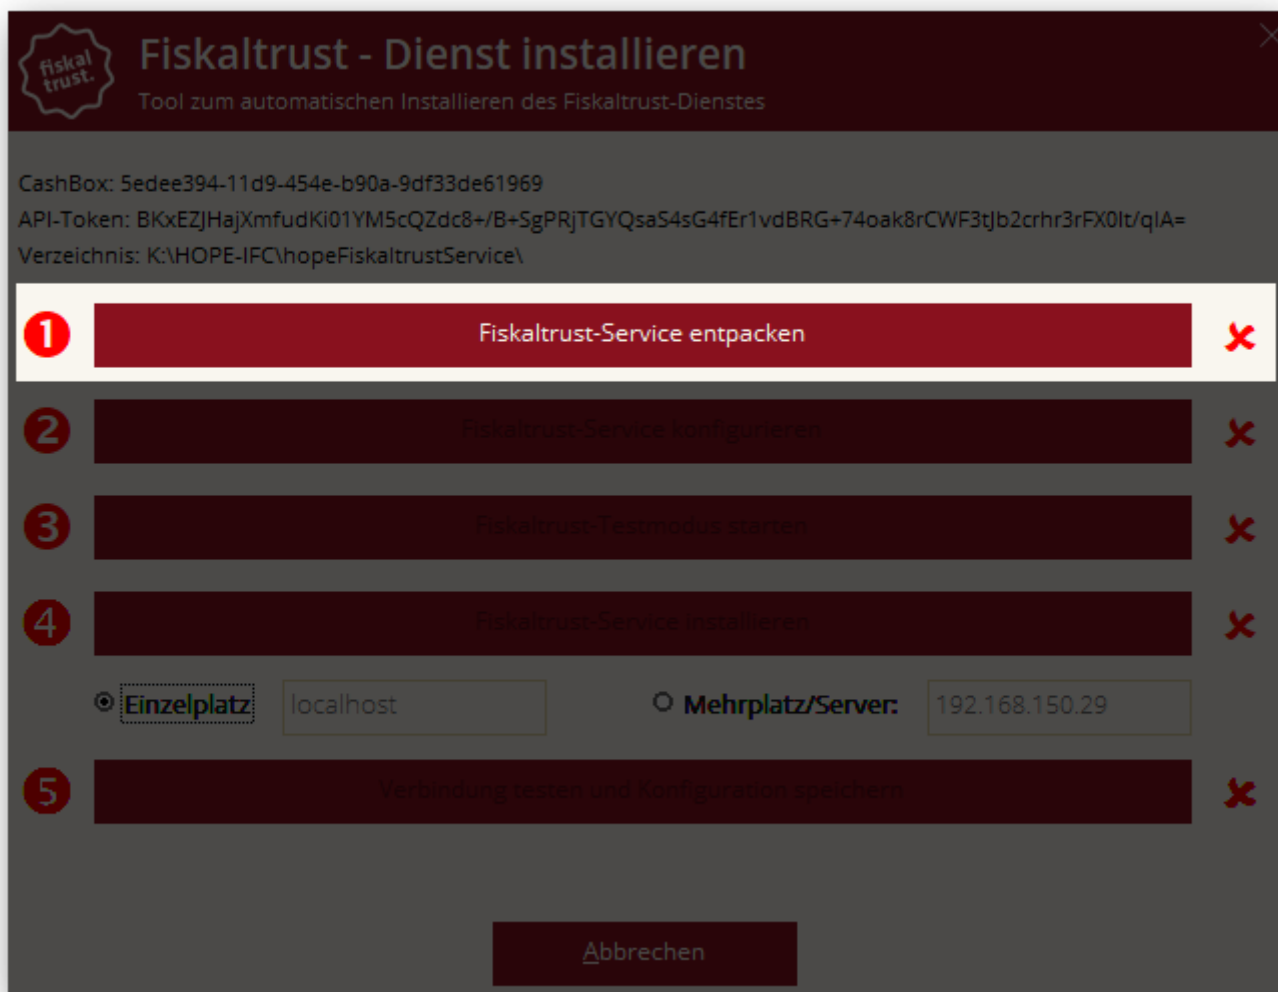 fiskal
trust.
Fiskaltrust - Dienst installieren
Tool zum automatischen Installieren des Fiskaltrust-Dienstes
CashBox: 5edee394-11d9-454e-b90a-9df33de61969
API-Token: BKxEZJHajXmfudKi01YM5cQZdc8+/B+SgPRjTGYQsaS4sG4fEr1vdBRG+74oak8rCWF3tJb2crhr3rFX0lt/qIA=
Verzeichnis: K:\HOPE-IFC\hopeFiskaltrustService\
1 Fiskaltrust-Service entpacken
2 Fiskaltrust-Service konfigurieren
3 Fiskaltrust-Testmodus starten
4 Fiskaltrust-Service installieren
Einzelplatz localhost Mehrplatz/Server: 192.168.150.29
5 Verbindung testen und Konfiguration speichern
Abbrechen